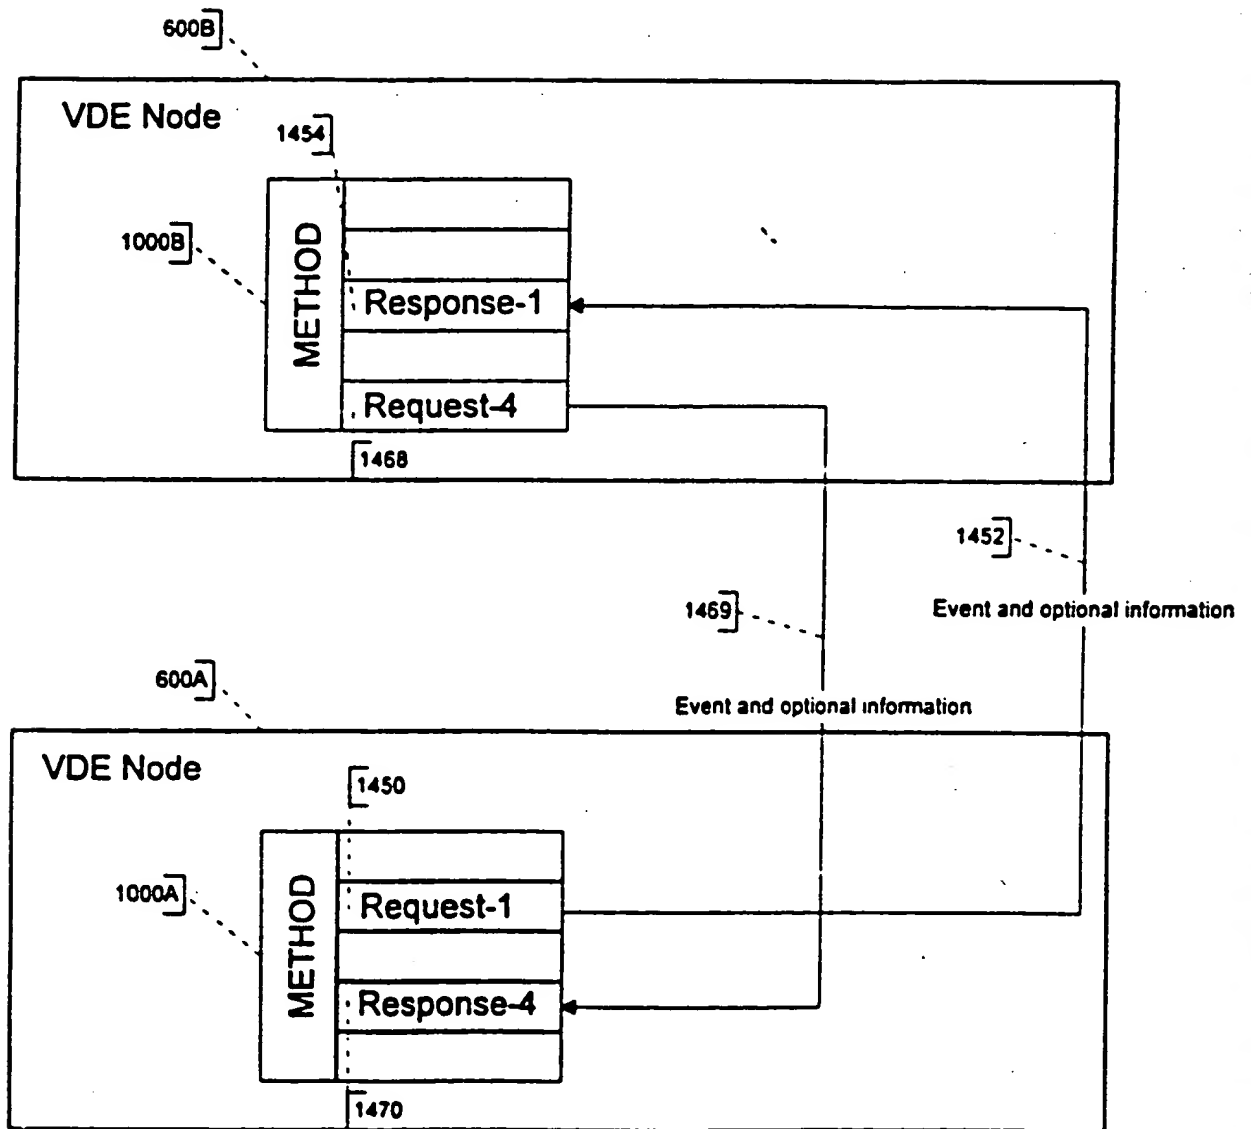 600B
VDE Node
1454
1000B
METHOD
Response-1
Request-4
1468
1452
Event and optional information
1469
600A
Event and optional information
VDE Node
1450
1000A
METHOD
Request-1
Response-4
1470